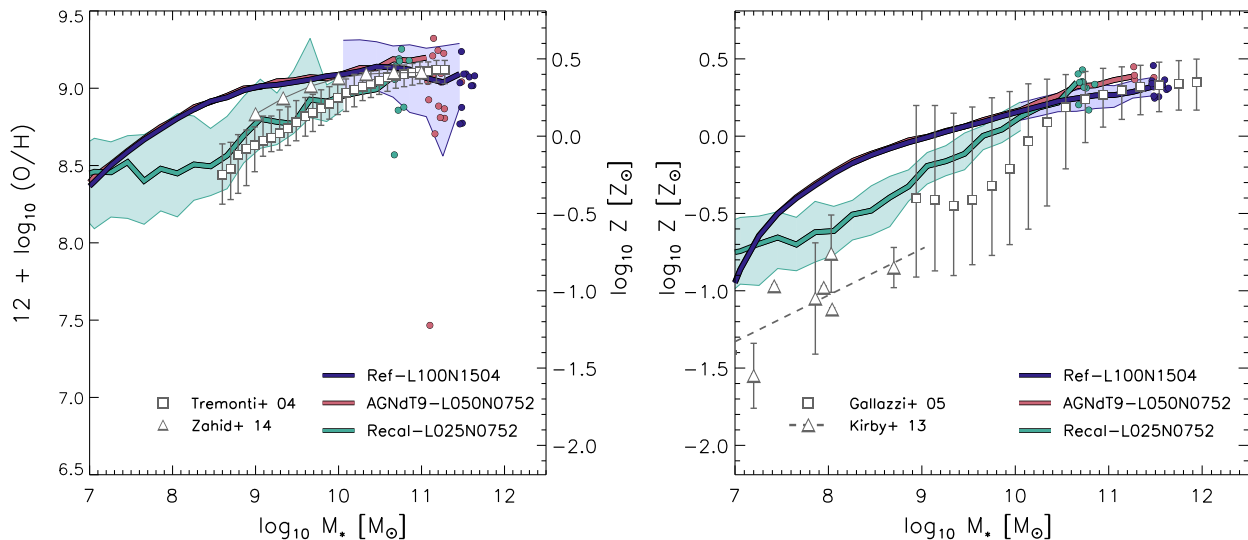 9.5
9.0
8.5
8.0
7.5
7.0
6.5
12 + log₁₀ (O/H)
0.5
0.0
−0.5
−1.0
−1.5
−2.0
log₁₀ Z [Z⊙]
Ref−L100N1504
AGNdT9−L050N0752
Recal−L025N0752
Tremonti+ 04
Zahid+ 14
7 8 9 10 11 12
log₁₀ M* [M⊙]
log₁₀ Z [Z⊙]
0.5
0.0
−0.5
−1.0
−1.5
−2.0
Ref−L100N1504
AGNdT9−L050N0752
Recal−L025N0752
Gallazzi+ 05
Kirby+ 13
7 8 9 10 11 12
log₁₀ M* [M⊙]